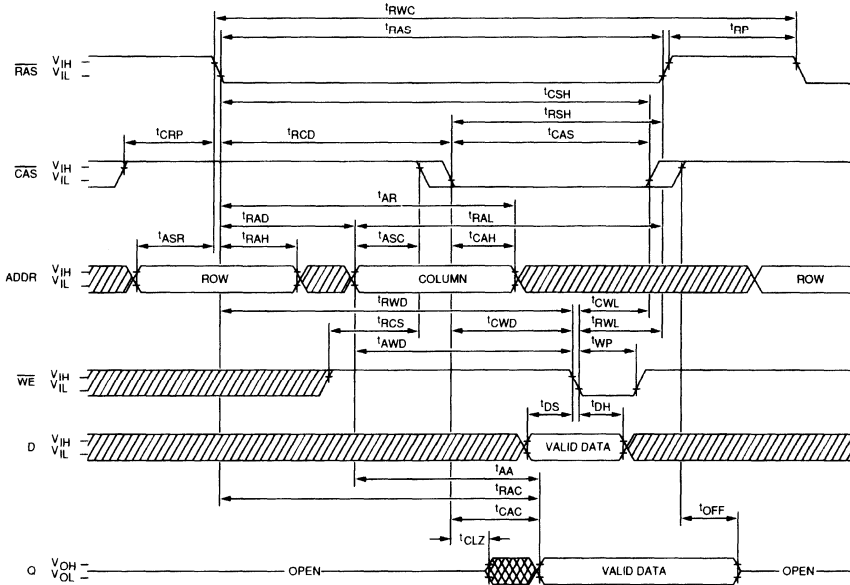 tRWC
tRAS
tRP
RAS VIH
VIL
tCSH
tRSH
tCRP tRCD tCAS
CAS VIH
VIL
tAR
tRAD tRAL
tASR tRAH tASC tCAH
ADDR VIH
VIL
ROW COLUMN ROW
tRWD tCWL
tRCS tCWD tRWL
tAWD tWP
WE VIH
VIL
tDS tDH
D VIH
VIL
VALID DATA
tAA
tRAC
tCAC tOFF
tCLZ
Q VOH
VOL
OPEN VALID DATA OPEN